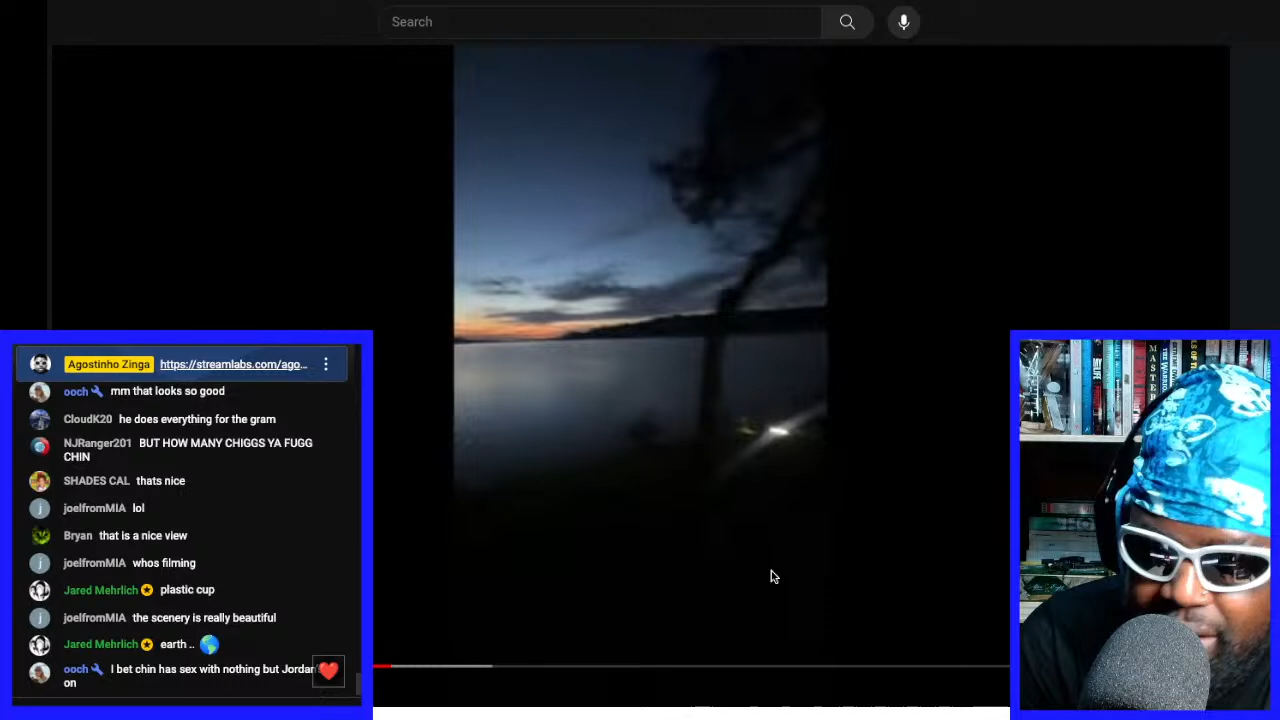 Search
Agostinho Zinga https://streamlabs.com/ago...
ooch mm that looks so good
CloudK20 he does everything for the gram
NJRanger201 BUT HOW MANY CHIGGS YA FUGG
CHIN
SHADES CAL thats nice
joelfromMIA lol
Bryan that is a nice view
joelfromMIA whos filming
Jared Mehrlich plastic cup
joelfromMIA the scenery is really beautiful
Jared Mehrlich earth ..
ooch I bet chin has sex with nothing but
on